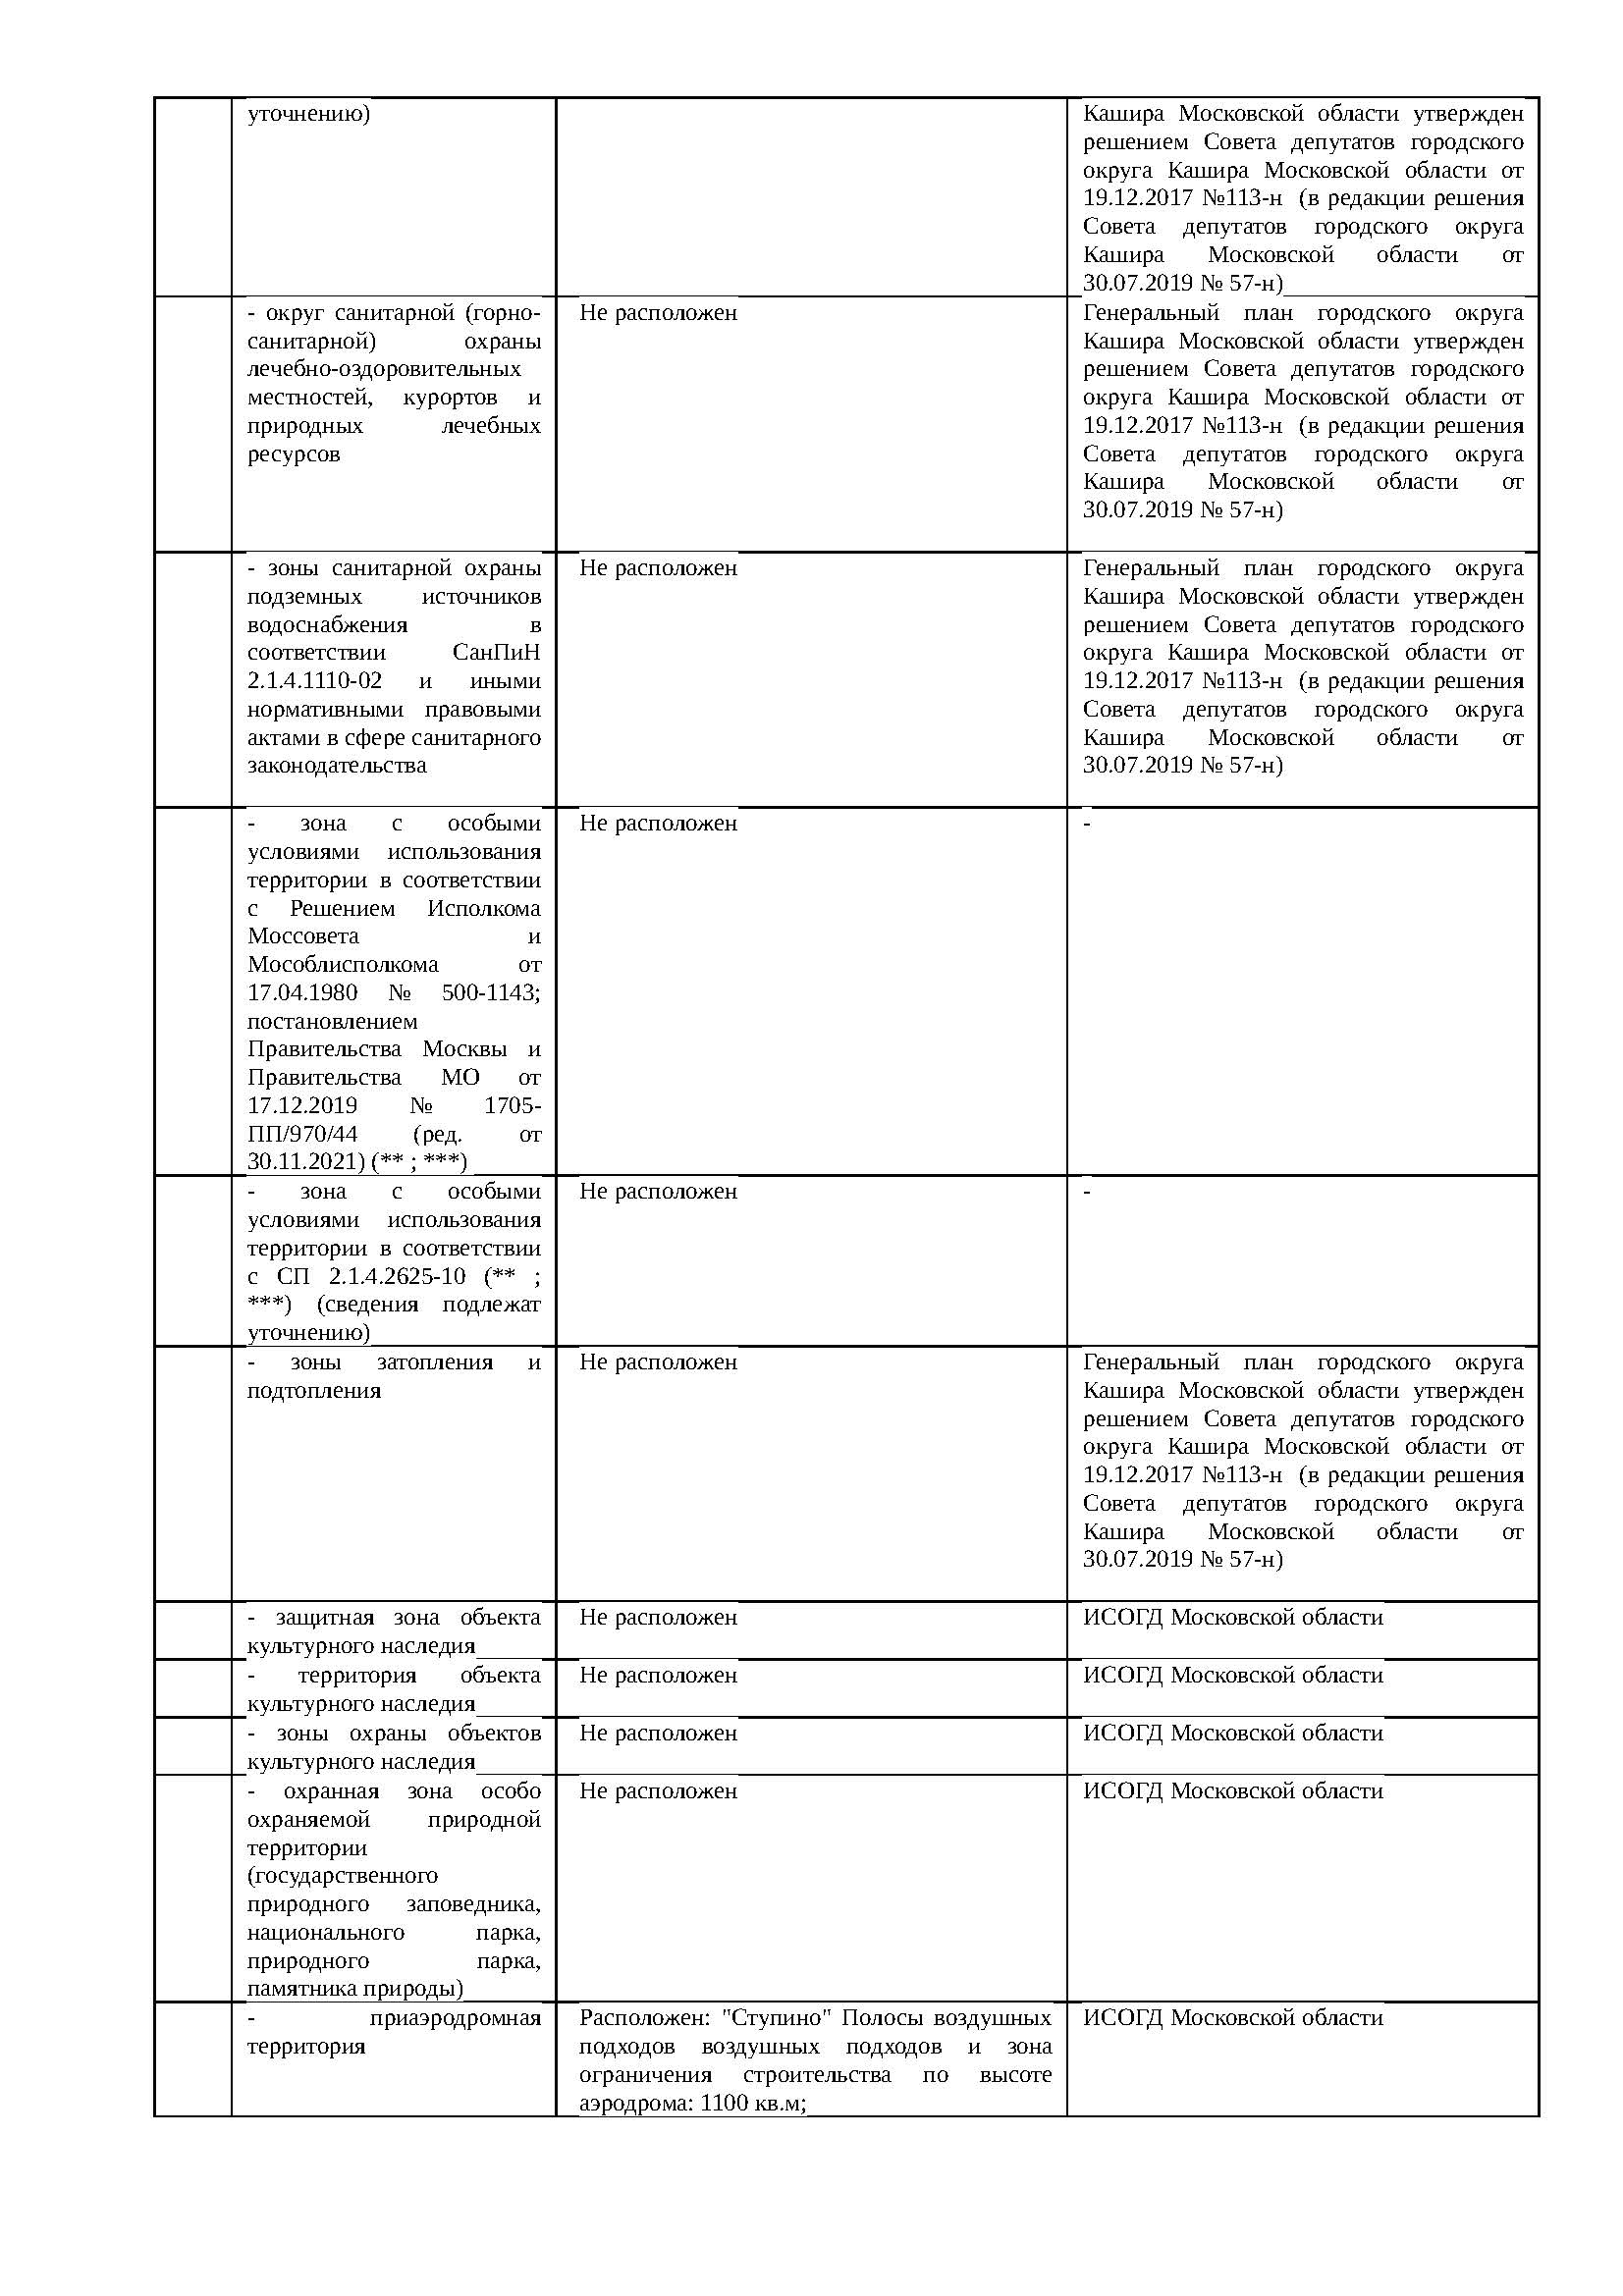 уточнению)
Кашира Московской области утвержден
решением Совета депутатов городского
округа Кашира Московской области от
19.12.2017 №113-н (в редакции решения
Совета депутатов городского округа
Кашира Московской области от
30.07.2019 № 57-н)
- округ санитарной (горно-
санитарной) охраны
лечебно-оздоровительных
местностей, курортов и
природных лечебных
ресурсов
Не расположен
Генеральный план городского округа
Кашира Московской области утвержден
решением Совета депутатов городского
округа Кашира Московской области от
19.12.2017 №113-н (в редакции решения
Совета депутатов городского округа
Кашира Московской области от
30.07.2019 № 57-н)
- зоны санитарной охраны
подземных источников
водоснабжения в
соответствии СанПиН
2.1.4.1110-02 и иными
нормативными правовыми
актами в сфере санитарного
законодательства
Не расположен
Генеральный план городского округа
Кашира Московской области утвержден
решением Совета депутатов городского
округа Кашира Московской области от
19.12.2017 №113-н (в редакции решения
Совета депутатов городского округа
Кашира Московской области от
30.07.2019 № 57-н)
- зона с особыми
условиями использования
территории в соответствии
с Решением Исполкома
Моссовета и
Мособлисполкома от
17.04.1980 № 500-1143;
постановлением
Правительства Москвы и
Правительства МО от
17.12.2019 № 1705-
ПП/970/44 (ред. от
30.11.2021) (** ; ***)
Не расположен
-
- зона с особыми
условиями использования
территории в соответствии
с СП 2.1.4.2625-10 (** ;
***) (сведения подлежат
уточнению)
Не расположен
-
- зоны затопления и
подтопления
Не расположен
Генеральный план городского округа
Кашира Московской области утвержден
решением Совета депутатов городского
округа Кашира Московской области от
19.12.2017 №113-н (в редакции решения
Совета депутатов городского округа
Кашира Московской области от
30.07.2019 № 57-н)
- защитная зона объекта
культурного наследия
Не расположен
ИСОГД Московской области
- территория объекта
культурного наследия
Не расположен
ИСОГД Московской области
- зоны охраны объектов
культурного наследия
Не расположен
ИСОГД Московской области
- охранная зона особо
охраняемой природной
территории
(государственного
природного заповедника,
национального парка,
природного парка,
памятника природы)
Не расположен
ИСОГД Московской области
- приаэродромная
территория
Расположен: "Ступино" Полосы воздушных
подходов воздушных подходов и зона
ограничения строительства по высоте
аэродрома: 1100 кв.м;
ИСОГД Московской области